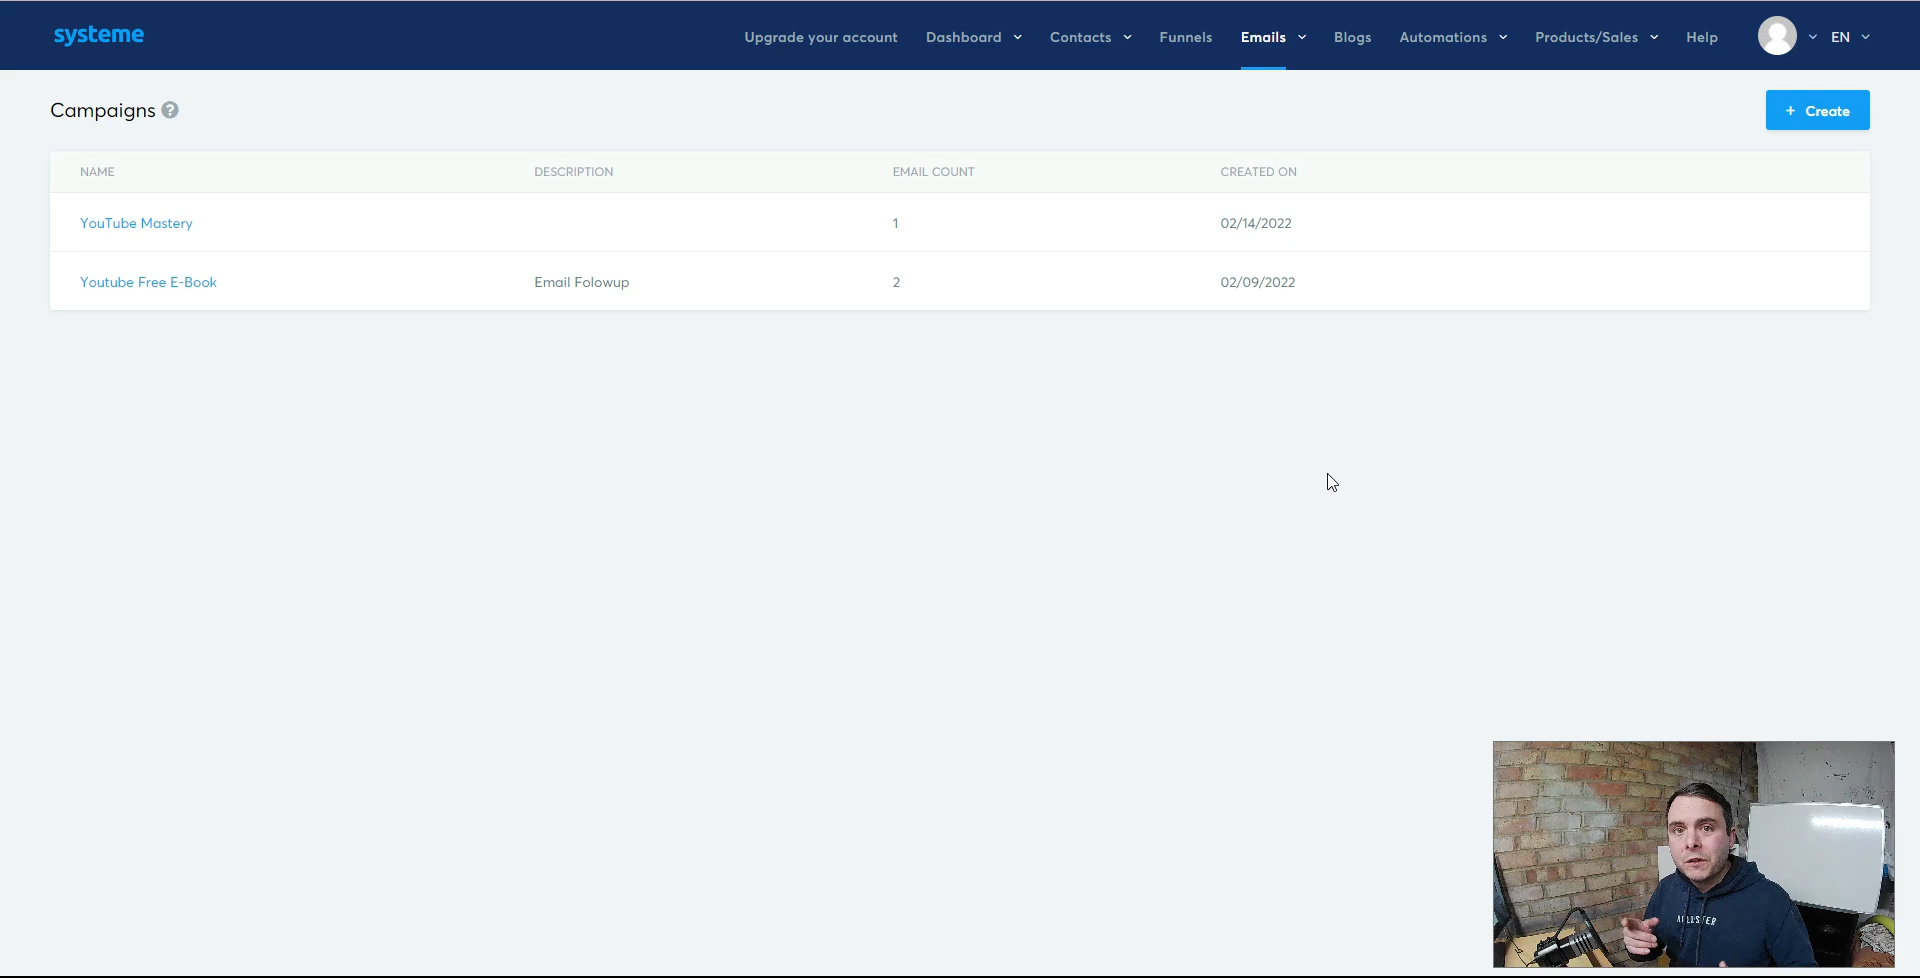 systeme
Upgrade your account Dashboard Contacts Funnels Emails Blogs Automations Products/Sales Help EN
Campaigns ?
+ Create
NAME DESCRIPTION EMAIL COUNT CREATED ON
YouTube Mastery 1 02/14/2022
Youtube Free E-Book Email Folowup 2 02/09/2022